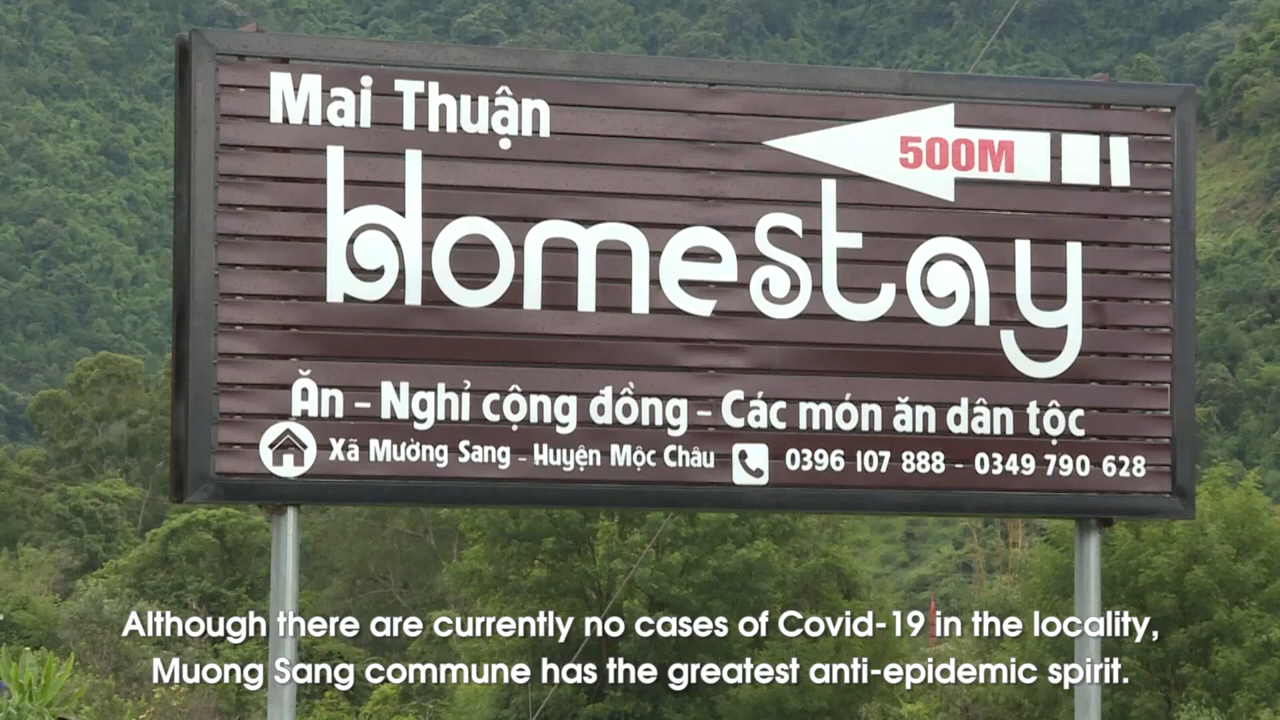 Mai Thuận
500M
Homestay
Ăn – Nghỉ cộng đồng – Các món ăn dân tộc
Xã Mường Sang – Huyện Mộc Châu 0396 107 888 – 0349 790 628
Although there are currently no cases of Covid-19 in the locality,
Muong Sang commune has the greatest anti-epidemic spirit.